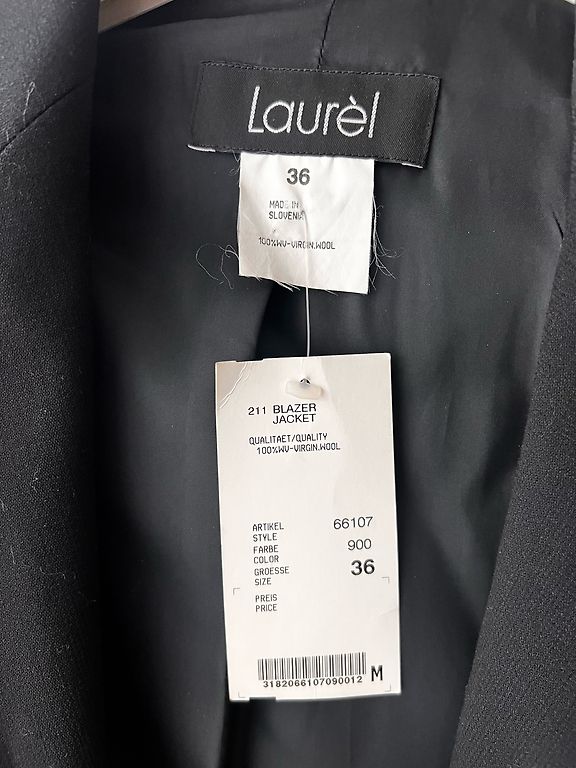 Laurèl
36
MADE IN
SLOVENIA
100%WV-VIRGIN.WOOL
211 BLAZER
JACKET
QUALITAET/QUALITY
100%WV-VIRGIN.WOOL
ARTIKEL 66107
STYLE
FARBE 900
COLOR
GROESSE 36
SIZE
PREIS
PRICE
3182066107090012 M